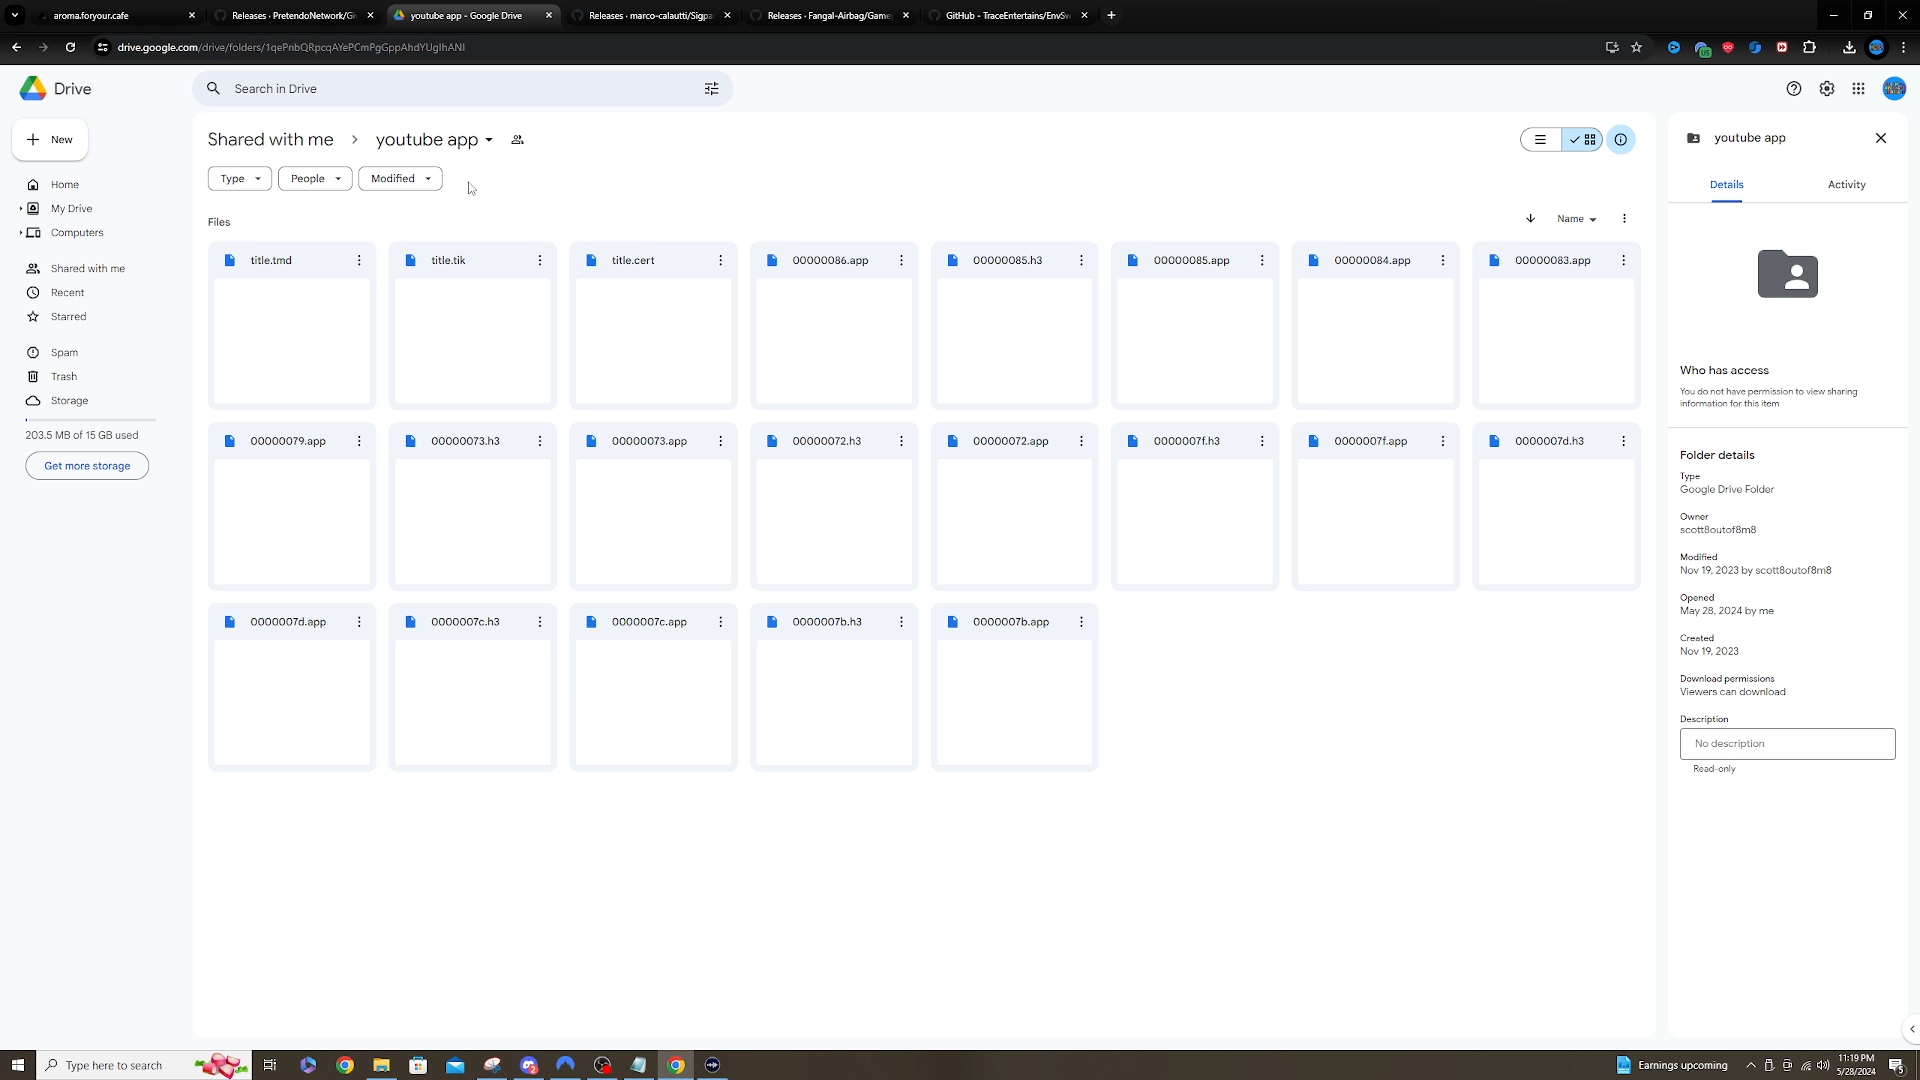 aroma.foryour.cafe
Releases · PretendoNetwork/Gi
youtube app - Google Drive
Releases · marco-calautti/Sigpa
Releases · Fangal-Airbag/Game
GitHub - TraceEntertains/EnvSw
drive.google.com/drive/folders/1qePnbQRpcqAYePCmPgGppAhdYUglhANI
Drive
Search in Drive
New
Home
My Drive
Computers
Shared with me
Recent
Starred
Spam
Trash
Storage
203.5 MB of 15 GB used
Get more storage
Shared with me > youtube app
Type
People
Modified
Files
Name
title.tmd
title.tik
title.cert
00000086.app
00000085.h3
00000085.app
00000084.app
00000083.app
00000079.app
00000073.h3
00000073.app
00000072.h3
00000072.app
0000007f.h3
0000007f.app
0000007d.h3
0000007d.app
0000007c.h3
0000007c.app
0000007b.h3
0000007b.app
youtube app
Details
Activity
Who has access
You do not have permission to view sharing
information for this item
Folder details
Type
Google Drive Folder
Owner
scott8outof8m8
Modified
Nov 19, 2023 by scott8outof8m8
Opened
May 28, 2024 by me
Created
Nov 19, 2023
Download permissions
Viewers can download
Description
No description
Read-only
Type here to search
Earnings upcoming
11:19 PM
5/28/2024